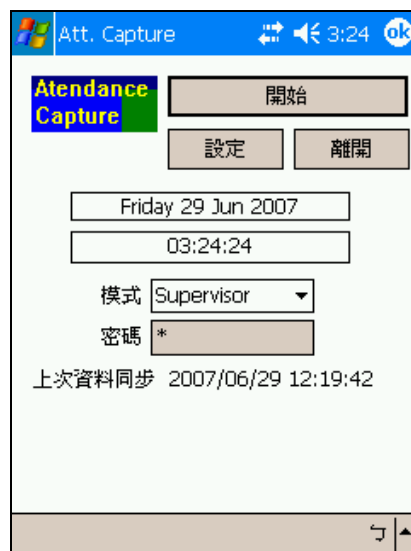 Att. Capture 3:24 ok
Atendance
Capture
開始
設定 離開
Friday 29 Jun 2007
03:24:24
模式 Supervisor
密碼 *
上次資料同步 2007/06/29 12:19:42
ㄅ